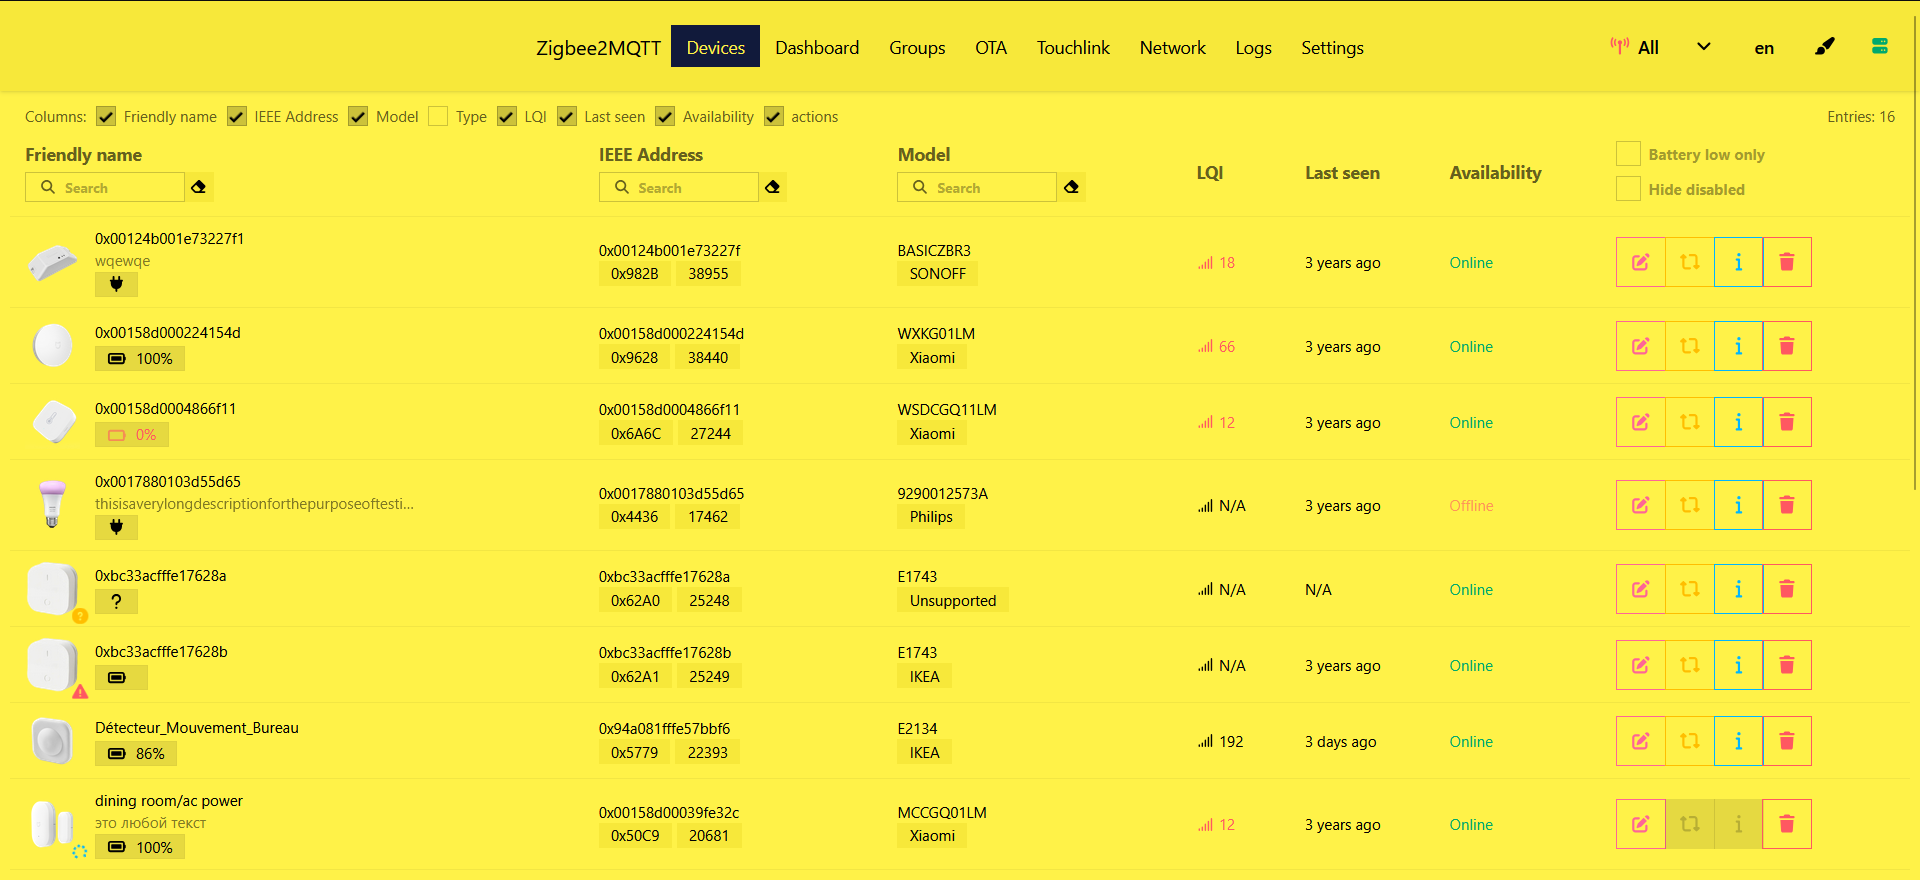 Zigbee2MQTT Devices Dashboard Groups OTA Touchlink Network Logs Settings All en
Columns: Friendly name IEEE Address Model Type LQI Last seen Availability actions Entries: 16
Friendly name IEEE Address Model LQI Last seen Availability Battery low only
Search Search Search Hide disabled
0x00124b001e73227f1
wqewqe
0x00124b001e73227f BASICZBR3
0x982B 38955 SONOFF
18 3 years ago Online
0x00158d000224154d 0x00158d000224154d WXKG01LM
100% 0x9628 38440 Xiaomi
66 3 years ago Online
0x00158d0004866f11 0x00158d0004866f11 WSDCGQ11LM
0% 0x6A6C 27244 Xiaomi
12 3 years ago Online
0x0017880103d55d65
thisisaverylongdescriptionforthepurposeoftesti...
0x0017880103d55d65 9290012573A
0x4436 17462 Philips
N/A 3 years ago Offline
0xbc33acfffe17628a 0xbc33acfffe17628a E1743
? 0x62A0 25248 Unsupported
N/A N/A Online
0xbc33acfffe17628b 0xbc33acfffe17628b E1743
0x62A1 25249 IKEA
N/A 3 years ago Online
Détecteur_Mouvement_Bureau 0x94a081fffe57bbf6 E2134
86% 0x5779 22393 IKEA
192 3 days ago Online
dining room/ac power
это любой текст
0x00158d00039fe32c MCCGQ01LM
100% 0x50C9 20681 Xiaomi
12 3 years ago Online